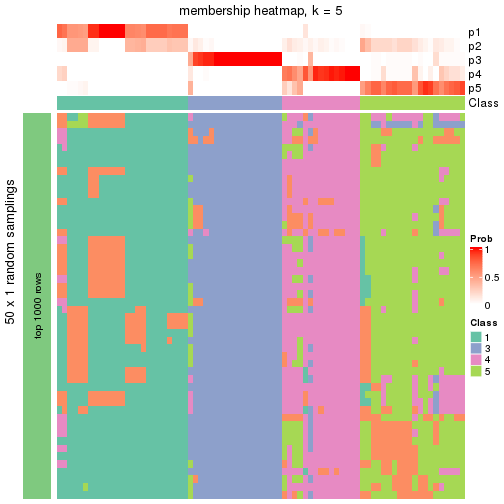 membership heatmap, k = 5
p1
p2
p3
p4
p5
Class
50 x 1 random samplings
top 1000 rows
Prob
1
0.5
0
Class
1
3
4
5